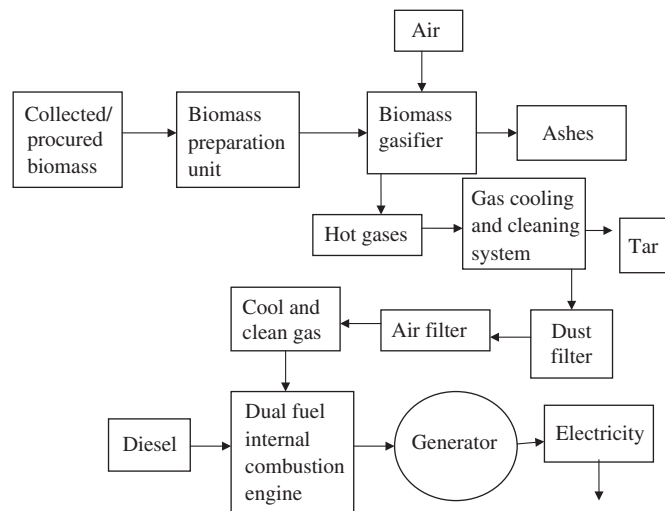 Air
Collected/
procured
biomass
Biomass
preparation
unit
Biomass
gasifier
Ashes
Hot gases
Gas cooling
and cleaning
system
Tar
Cool and
clean gas
Air filter
Dust
filter
Diesel
Dual fuel
internal
combustion
engine
Generator
Electricity